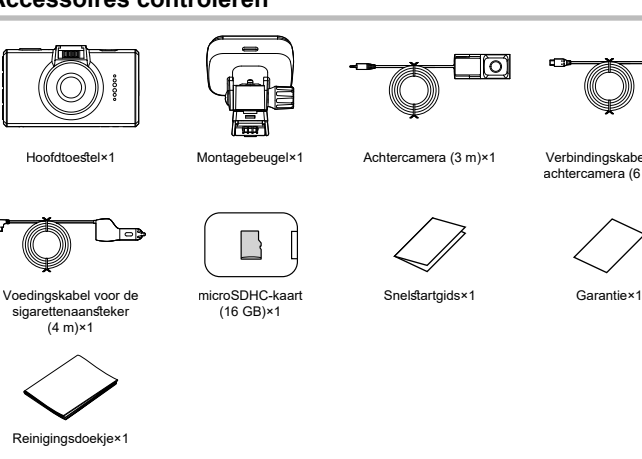 Accessoires controleren
Hoofdtoestel×1
Montagebeugel×1
Achtercamera (3 m)×1
achtercamera (6
Voedingskabel voor de
sigarettenaansteker
(4 m)×1
microSDHC-kaart
(16 GB)×1
Snelstartgids×1
Garantie×1
Reinigingsdoekje×1